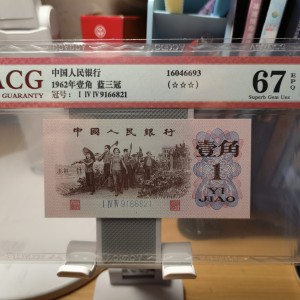 ACG
GUARANTY
中国人民银行
1962年壹角 蓝三冠
冠号: I IV IV 9166821
16046693
(☆☆☆)
67 EPQ
Superb Gem Unc
中國人民銀行
I IV IV 9166821
壹角
1
YI
JIAO